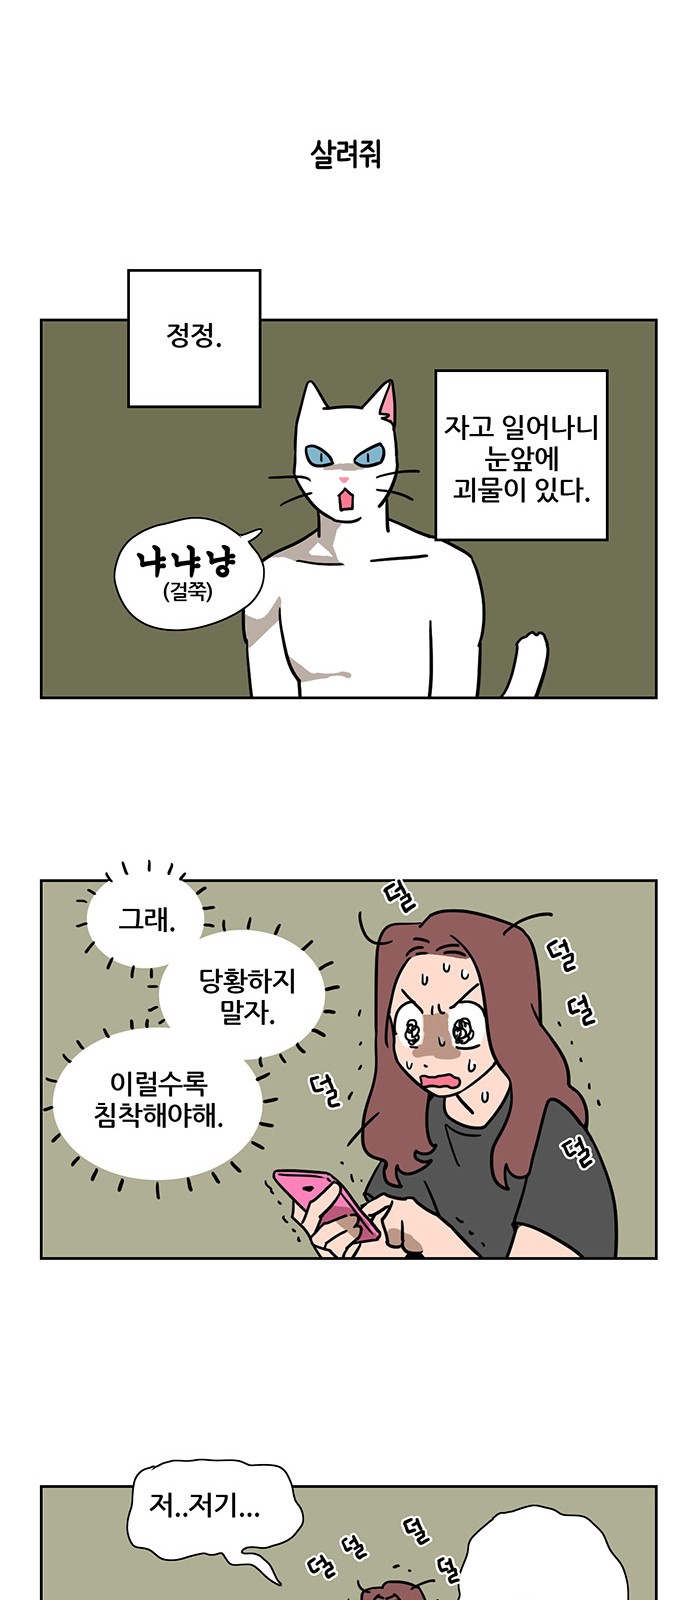 살려줘
정정.
자고 일어나니
눈앞에
괴물이 있다.
냐냐냥
(걸쭉)
그래.
당황하지
말자.
이럴수록
침착해야해.
덜
덜
덜
덜
덜
저..저기...
덜
덜
덜
덜